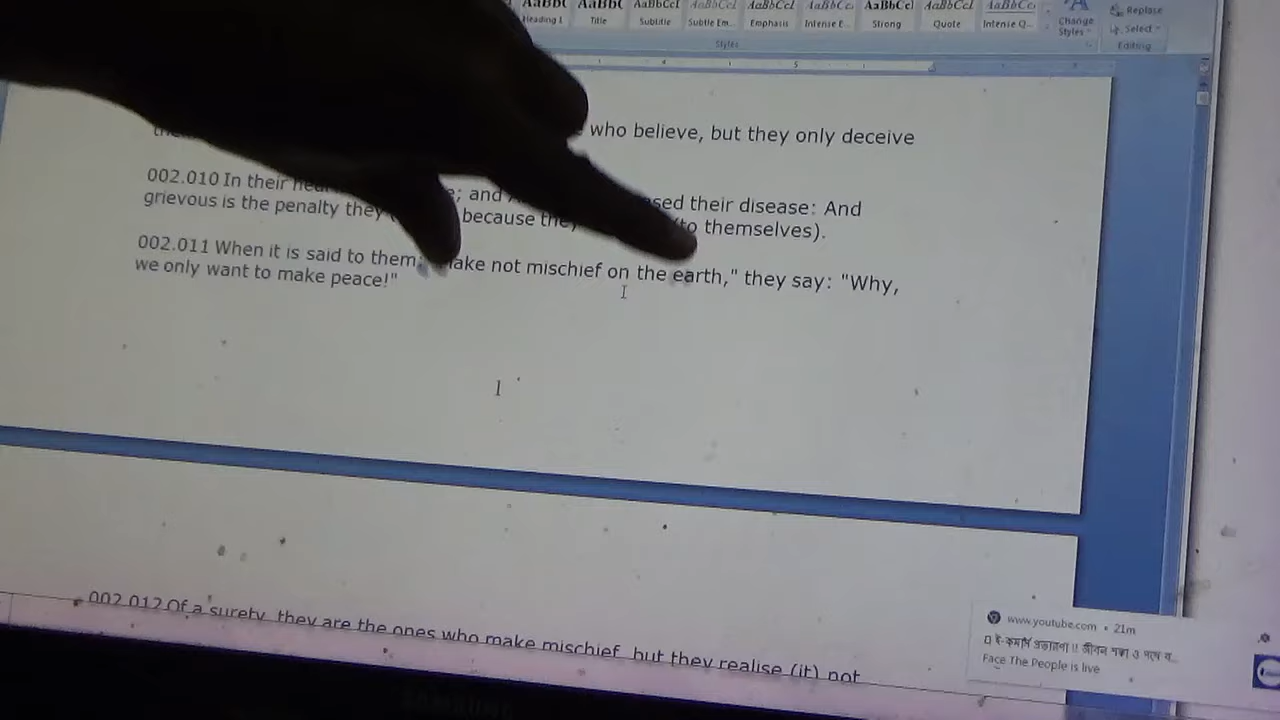 Heading 1 Title Subtitle Subtle Em... Emphasis Intense E... Strong Quote Intense Q...
Change Styles
Replace
Select
Styles
Editing
who believe, but they only deceive
002.010 In their and their disease: And
grievous is the penalty they because they (to themselves).
002.011 When it is said to them: not mischief on the earth," they say: "Why,
we only want to make peace!"
1
002.012 Of a surety, they are the ones who make mischief, but they realise (it) not.
www.youtube.com • 21m
Face The People is live